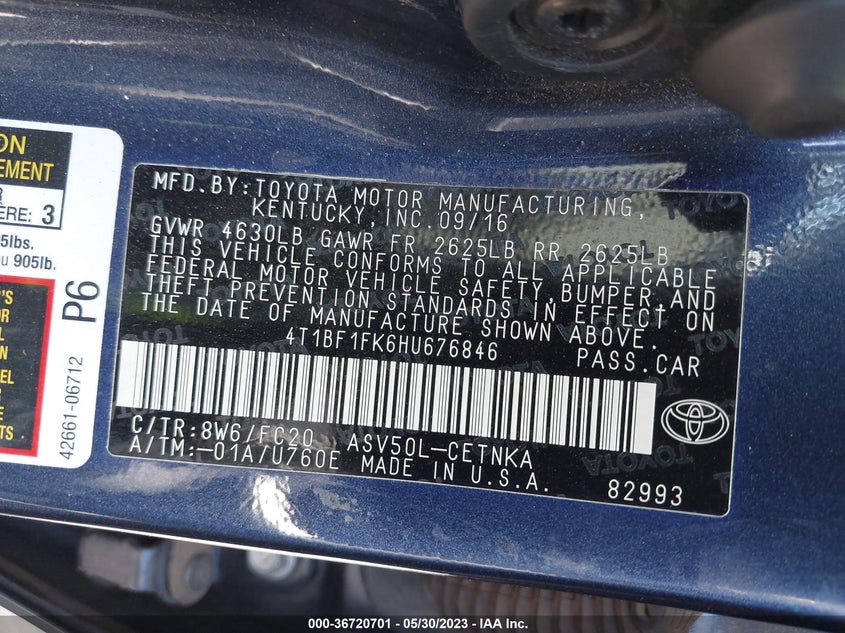 ON
EMENT
R
ERE: 3
5lbs.
u 905lb.
'S
OR
EL
E
TS
P6
42661-06712
MFD.BY:TOYOTA MOTOR MANUFACTURING,
KENTUCKY,INC.09/16
GVWR 4630LB GAWR FR 2625LB RR 2625LB
THIS VEHICLE CONFORMS TO ALL APPLICABLE
FEDERAL MOTOR VEHICLE SAFETY,BUMPER,AND
THEFT PREVENTION STANDARDS IN EFFECT ON
THE DATE OF MANUFACTURE SHOWN ABOVE.
4T1BF1FK6HU676846 PASS.CAR
C/TR:8W6/FC20 ASV50L-CETNKA
A/TM:-01A/U760E MADE IN U.S.A.
82993
000-36720701 — 05/30/2023 — IAA Inc.